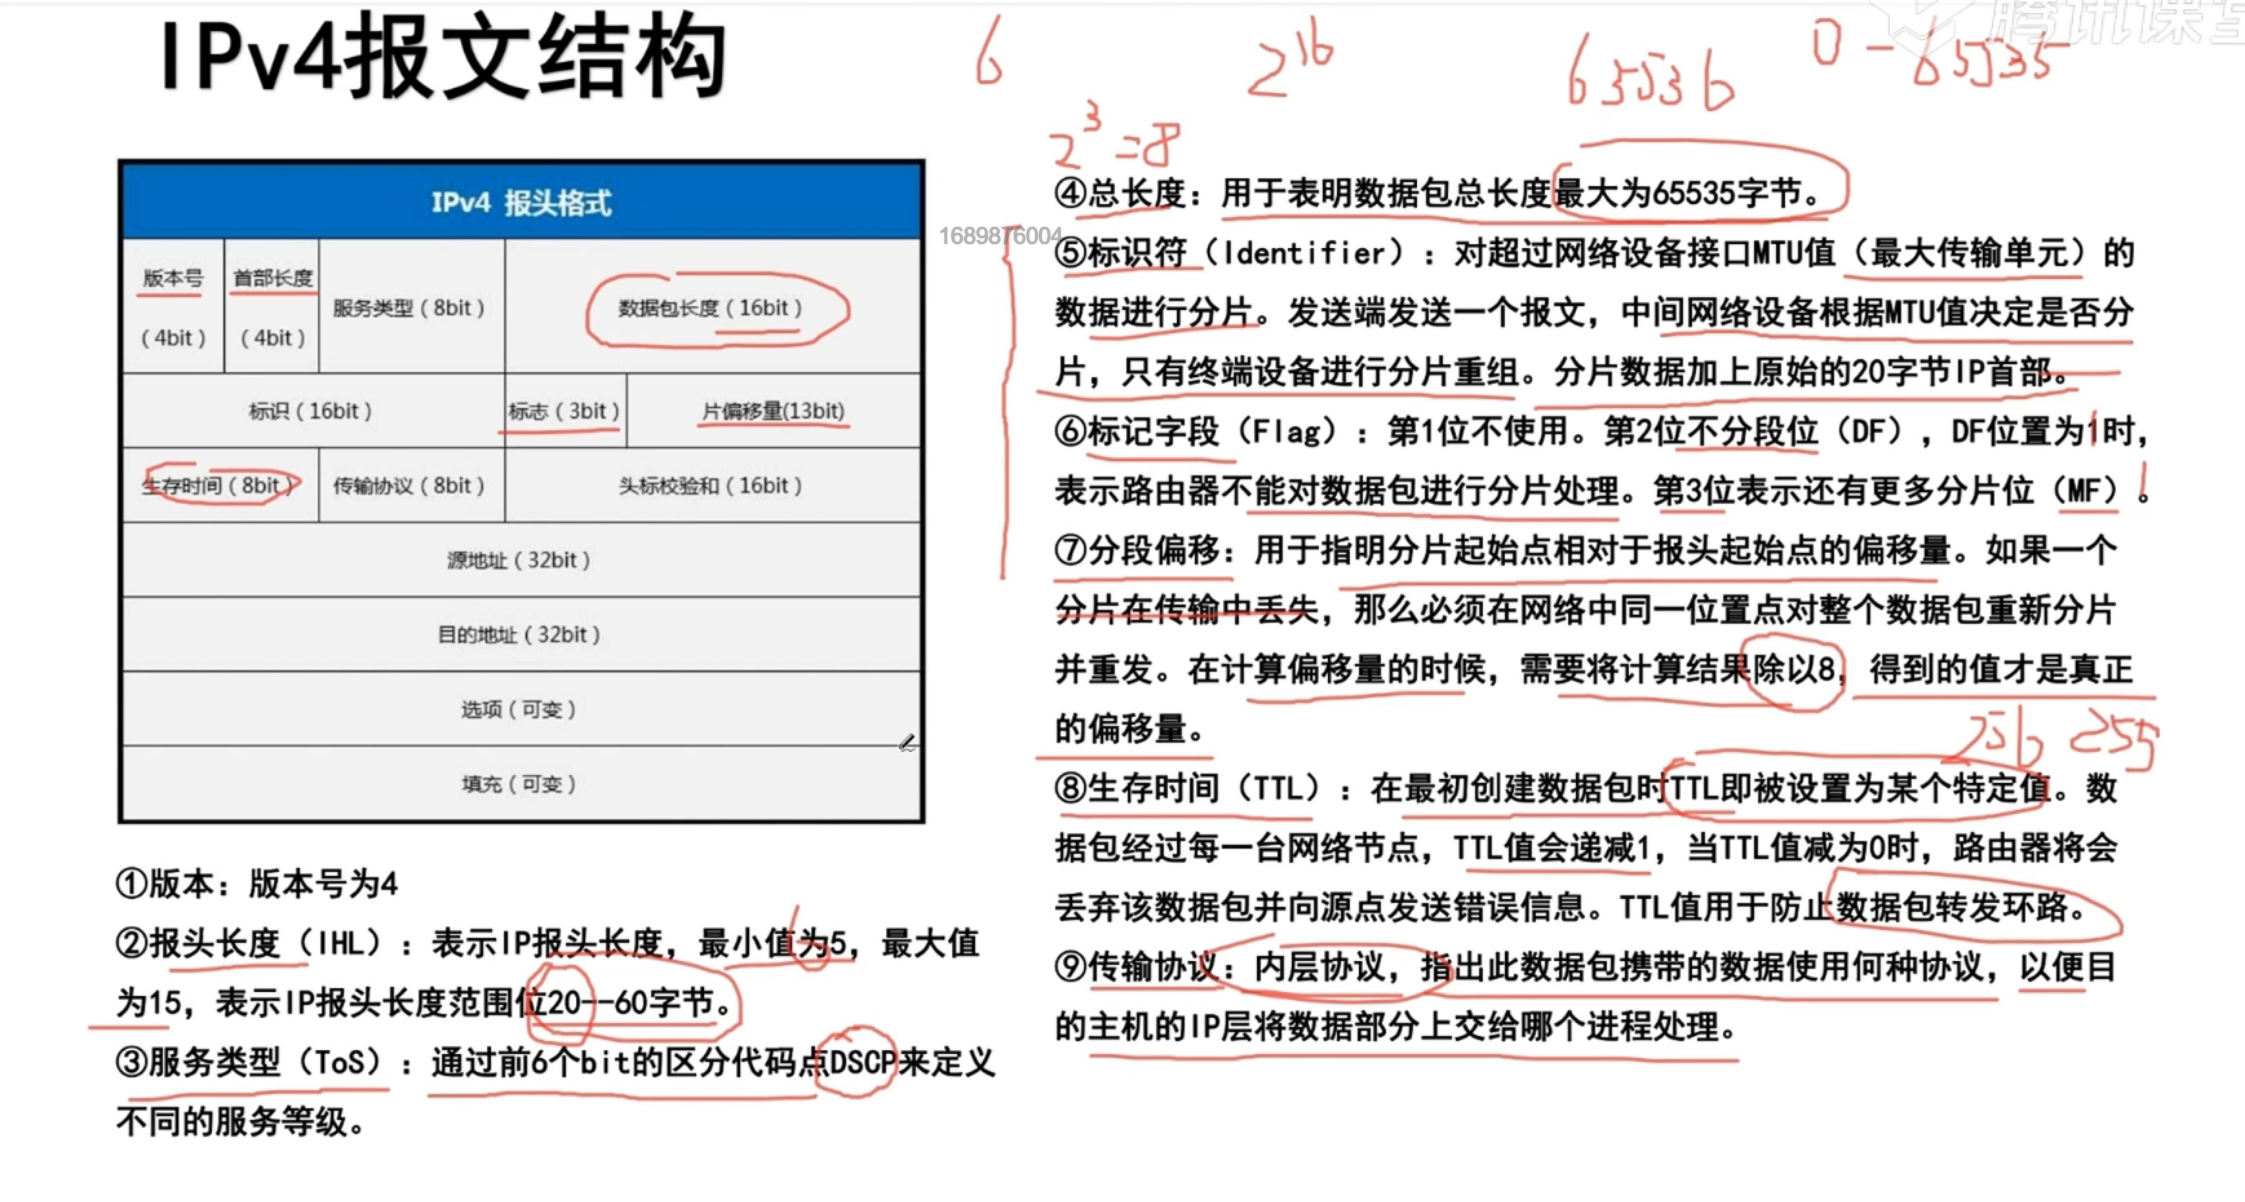 IPv4报文结构
6
2^16
65536
0-65535
腾讯课堂
2^3=8
IPv4 报头格式
版本号
(4bit)
首部长度
(4bit)
服务类型(8bit)
数据包长度(16bit)
标识(16bit)
标志(3bit)
片偏移量(13bit)
生存时间(8bit)
传输协议(8bit)
头标校验和(16bit)
源地址(32bit)
目的地址(32bit)
选项(可变)
填充(可变)
①版本：版本号为4
②报头长度（IHL）：表示IP报头长度，最小值为5，最大值
为15，表示IP报头长度范围位20--60字节。
③服务类型（ToS）：通过前6个bit的区分代码点DSCP来定义
不同的服务等级。
1689876004
④总长度：用于表明数据包总长度最大为65535字节。
⑤标识符（Identifier）：对超过网络设备接口MTU值（最大传输单元）的
数据进行分片。发送端发送一个报文，中间网络设备根据MTU值决定是否分
片，只有终端设备进行分片重组。分片数据加上原始的20字节IP首部。
⑥标记字段（Flag）：第1位不使用。第2位不分段位（DF），DF位置为1时，
表示路由器不能对数据包进行分片处理。第3位表示还有更多分片位（MF）。
⑦分段偏移：用于指明分片起始点相对于报头起始点的偏移量。如果一个
分片在传输中丢失，那么必须在网络中同一位置点对整个数据包重新分片
并重发。在计算偏移量的时候，需要将计算结果除以8，得到的值才是真正
的偏移量。
256 255
⑧生存时间（TTL）：在最初创建数据包时TTL即被设置为某个特定值。数
据包经过每一台网络节点，TTL值会递减1，当TTL值减为0时，路由器将会
丢弃该数据包并向源点发送错误信息。TTL值用于防止数据包转发环路。
⑨传输协议：内层协议，指出此数据包携带的数据使用何种协议，以便目
的主机的IP层将数据部分上交给哪个进程处理。